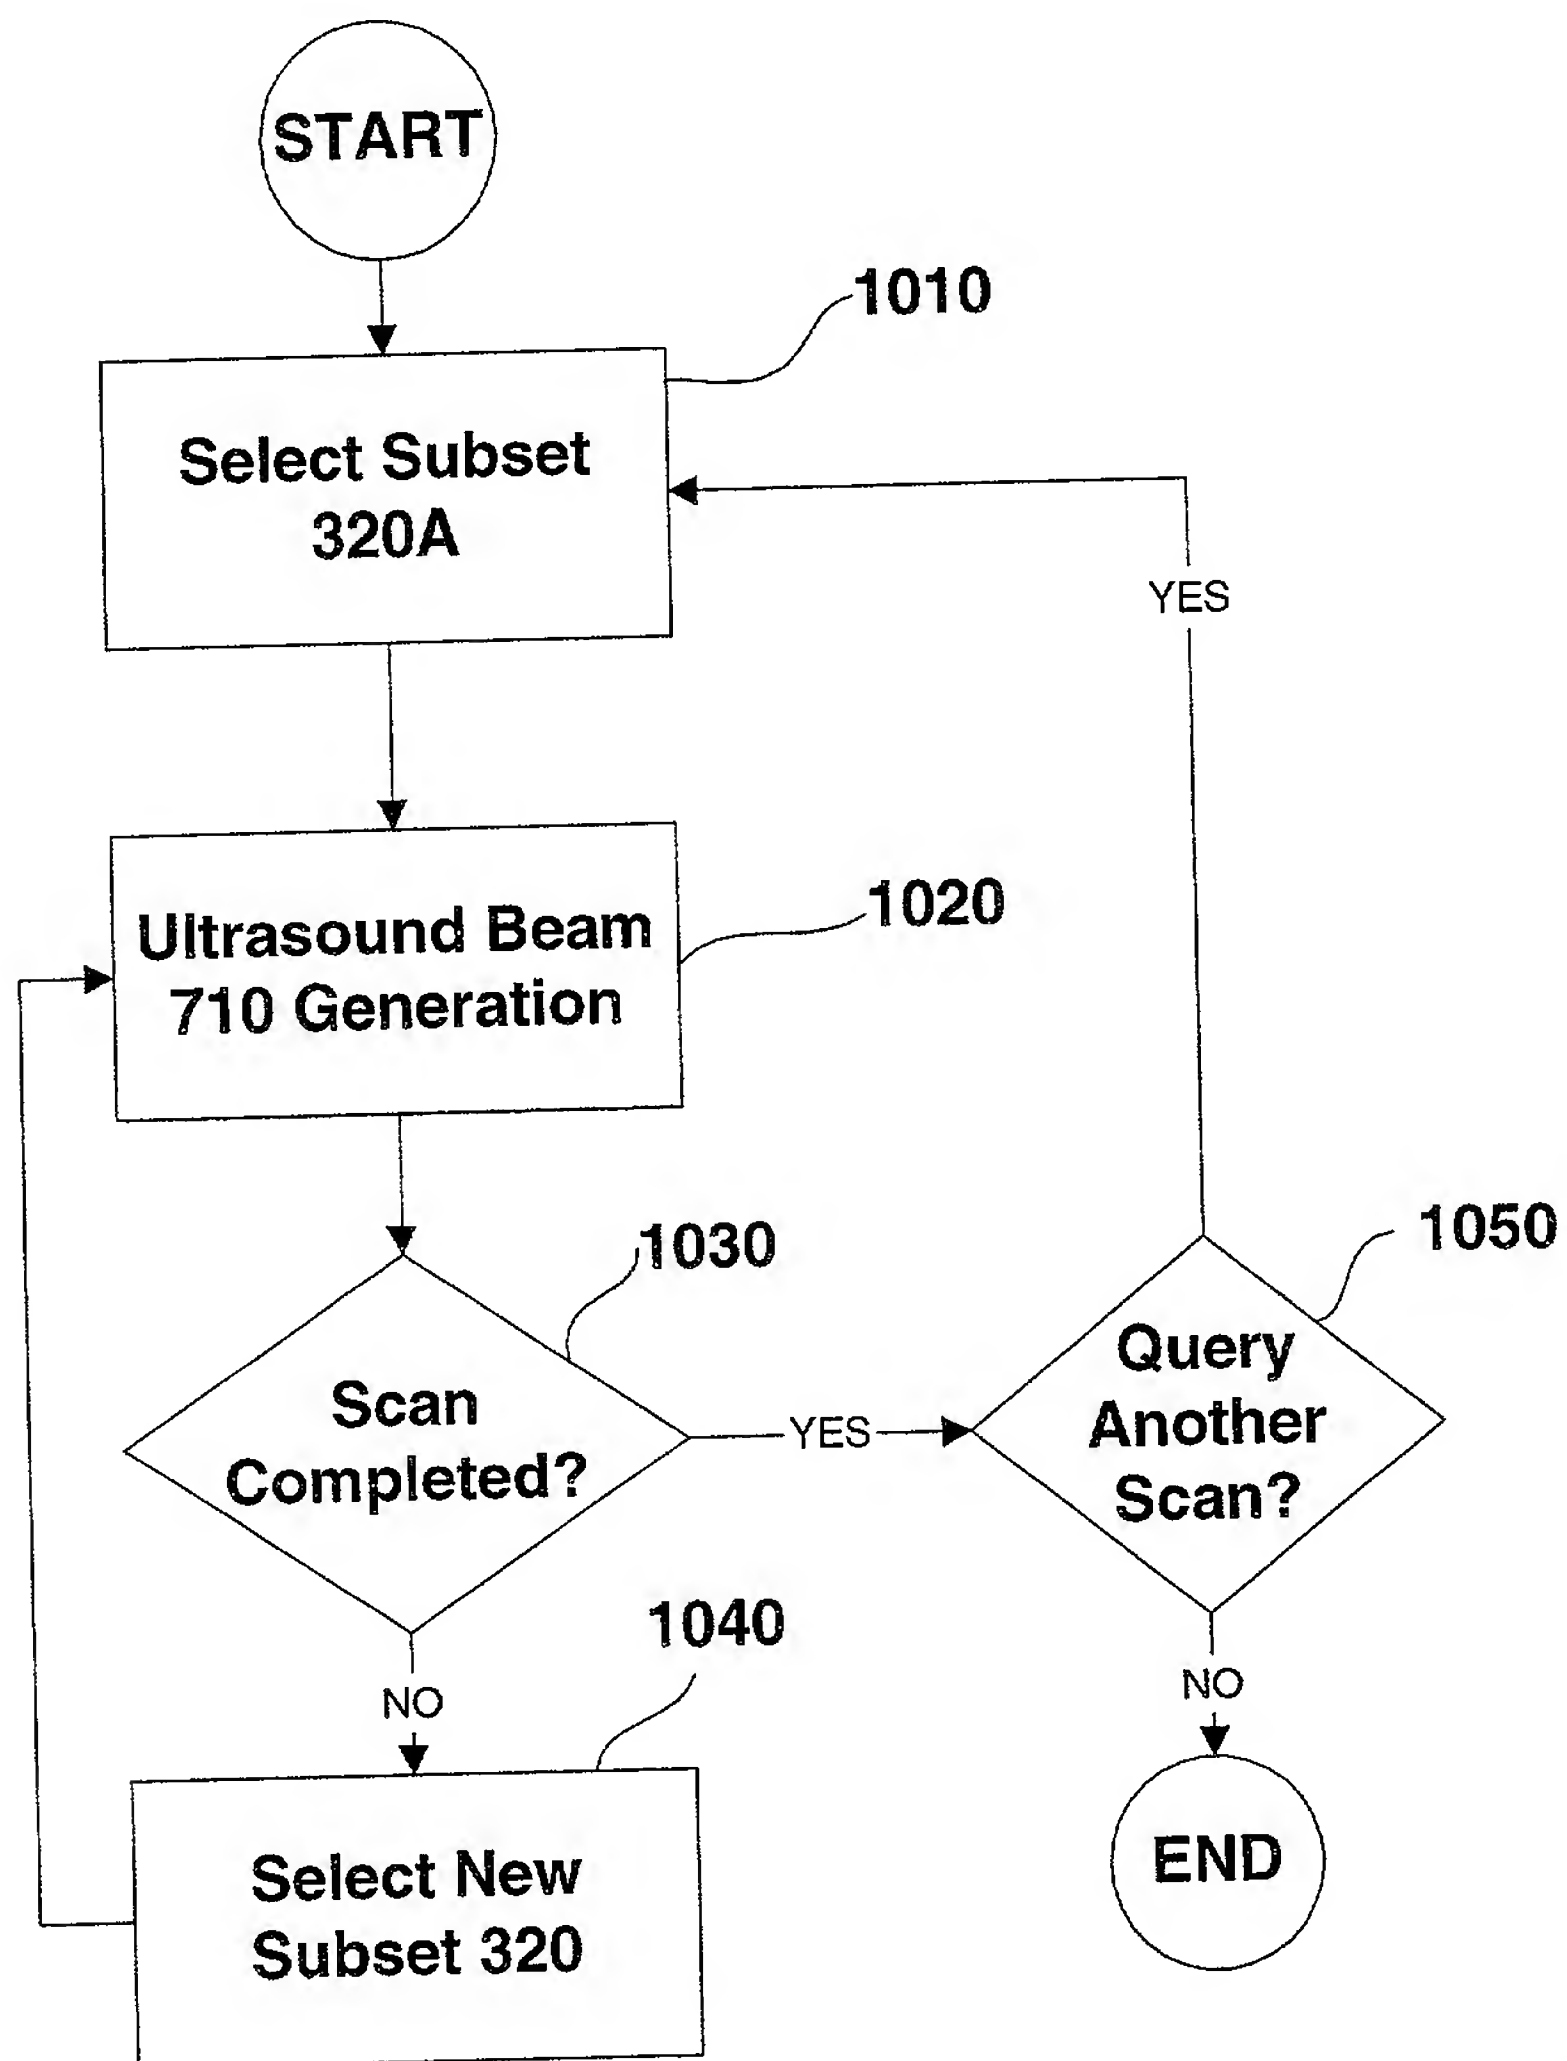 START
1010
Select Subset
320A
YES
1020
Ultrasound Beam
710 Generation
1030
1050
Scan
Completed?
YES
Query
Another
Scan?
1040
NO
NO
Select New
Subset 320
END